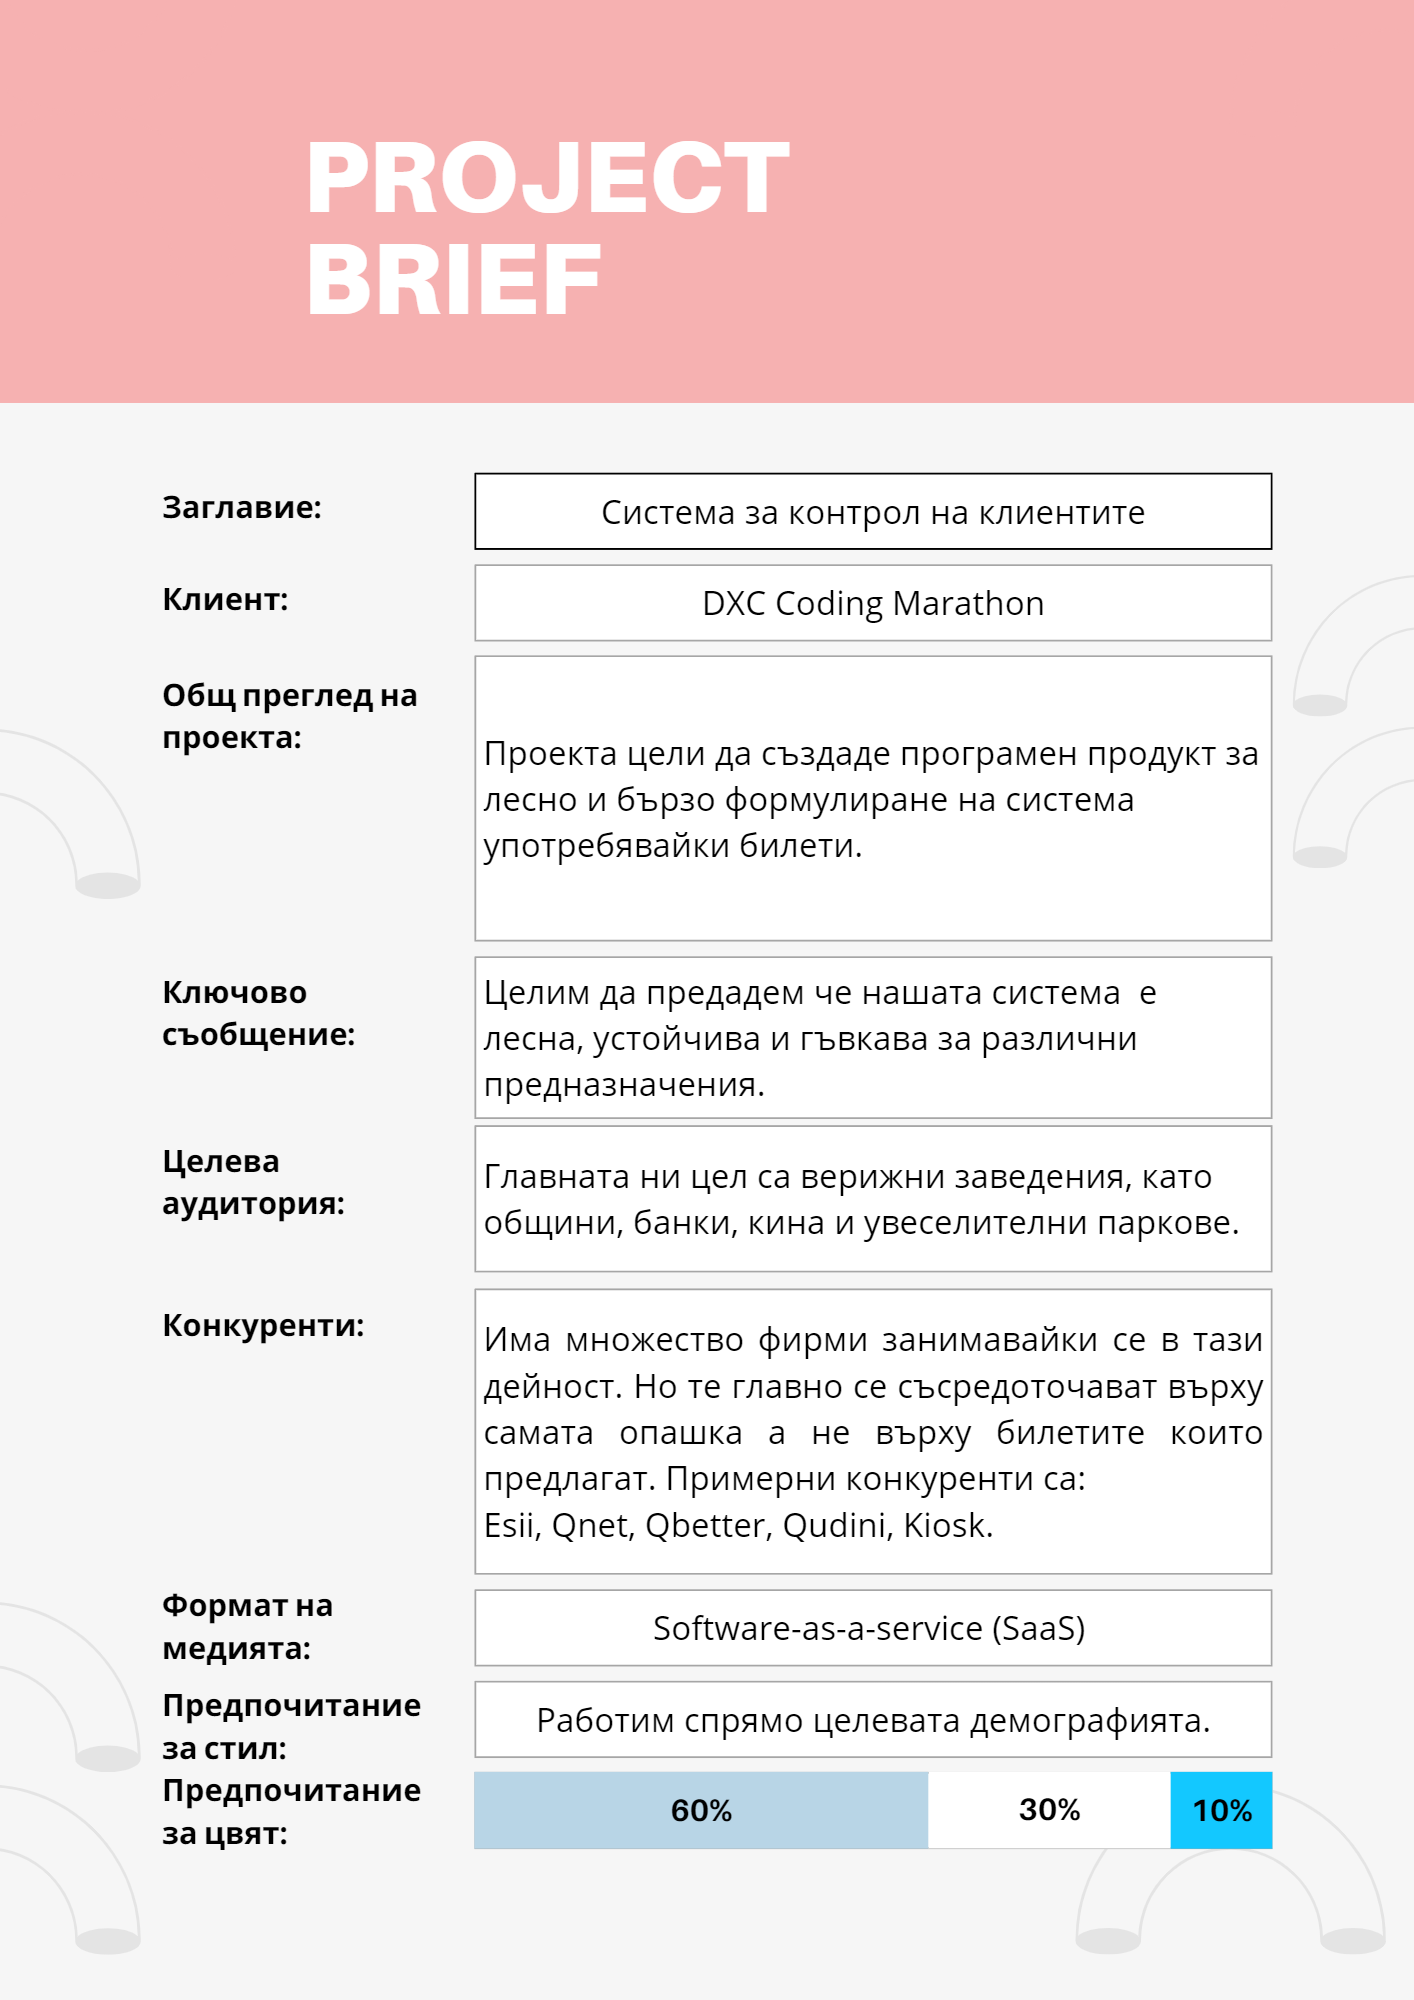 PROJECT
BRIEF
Заглавие:
Система за контрол на клиентите
Клиент:
DXC Coding Marathon
Общ преглед на
проекта:
Проекта цели да създаде програмен продукт за
лесно и бързо формулиране на система
употребявайки билети.
Ключово
съобщение:
Целим да предадем че нашата система  е
лесна, устойчива и гъвкава за различни
предназначения.
Целева
аудитория:
Главната ни цел са верижни заведения, като
общини, банки, кина и увеселителни паркове.
Конкуренти:
Има множество фирми занимавайки се в тази
дейност. Но те главно се съсредоточават върху
самата опашка а не върху билетите които
предлагат. Примерни конкуренти са:
Esii, Qnet, Qbetter, Qudini, Kiosk.
Формат на
медията:
Software-as-a-service (SaaS)
Предпочитание
за стил:
Работим спрямо целевата демографията.
Предпочитание
за цвят:
60%
30%
10%